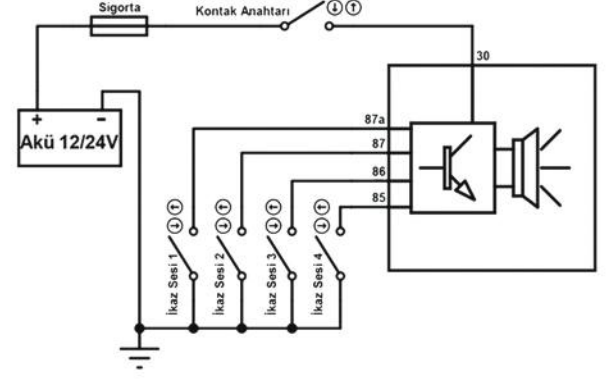 Sigorta
Kontak Anahtarı
30
+ -
Akü 12/24V
87a
87
86
85
İkaz Sesi 1
İkaz Sesi 2
İkaz Sesi 3
İkaz Sesi 4